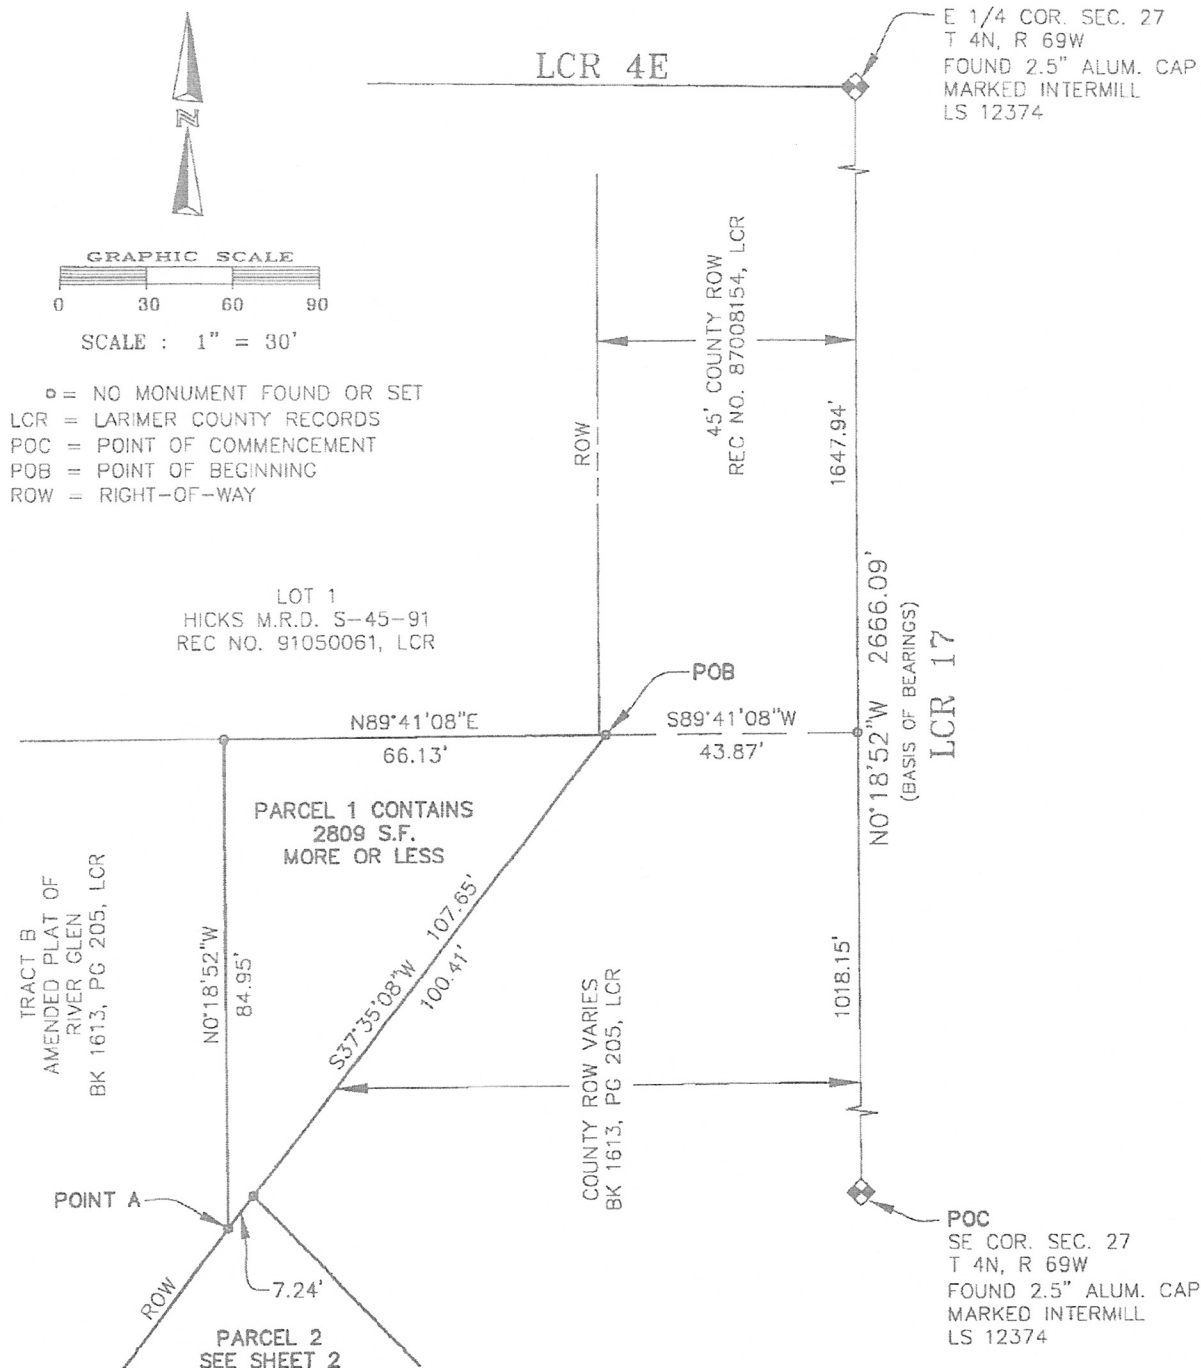 E 1/4 COR. SEC. 27
T 4N, R 69W
FOUND 2.5" ALUM. CAP
MARKED INTERMILL
LS 12374
LCR 4E
N
GRAPHIC SCALE
0 30 60 90
SCALE : 1" = 30'
= NO MONUMENT FOUND OR SET
LCR = LARIMER COUNTY RECORDS
POC = POINT OF COMMENCEMENT
POB = POINT OF BEGINNING
ROW = RIGHT-OF-WAY
45' COUNTY ROW
REC NO. 87008154, LCR
ROW
1647.94'
LOT 1
HICKS M.R.D. S-45-91
REC NO. 91050061, LCR
POB
N89°41'08"E
66.13'
S89°41'08"W
43.87'
N0°18'52"W 2666.09'
(BASIS OF BEARINGS)
LCR 17
PARCEL 1 CONTAINS
2809 S.F.
MORE OR LESS
TRACT B
AMENDED PLAT OF
RIVER GLEN
BK 1613, PG 205, LCR
N0°18'52"W
84.95'
S37°35'08"W 107.65'
100.41'
COUNTY ROW VARIES
BK 1613, PG 205, LCR
1018.15'
POINT A
7.24'
ROW
PARCEL 2
SEE SHEET 2
POC
SE COR. SEC. 27
T 4N, R 69W
FOUND 2.5" ALUM. CAP
MARKED INTERMILL
LS 12374